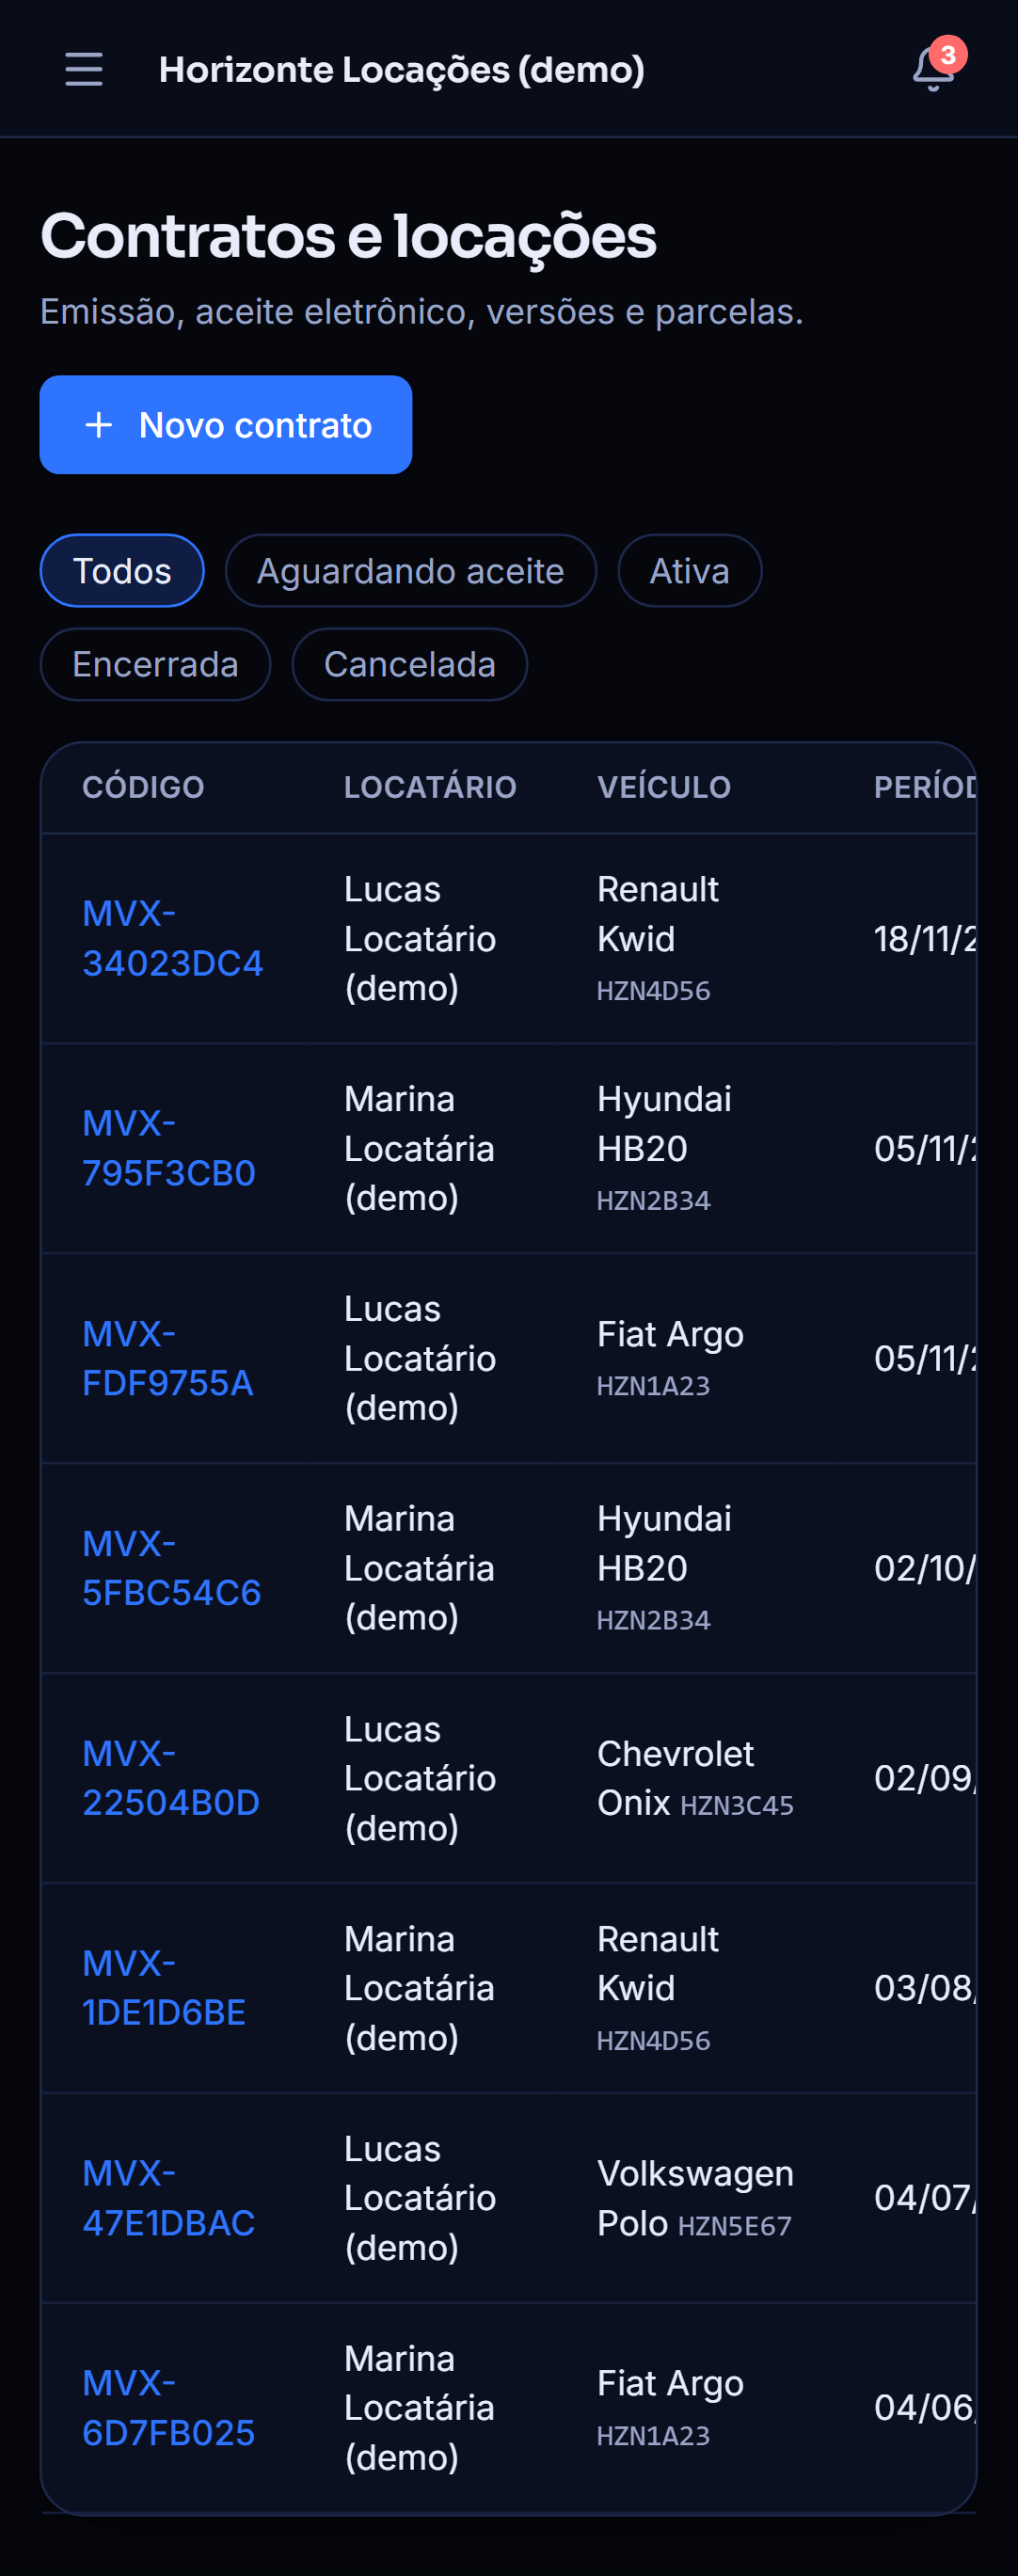 Horizonte Locações (demo)
3
Contratos e locações
Emissão, aceite eletrônico, versões e parcelas.
+ Novo contrato
Todos
Aguardando aceite
Ativa
Encerrada
Cancelada
CÓDIGO
LOCATÁRIO
VEÍCULO
MVX-
34023DC4
Lucas
Locatário
(demo)
Renault
Kwid
HZN4D56
MVX-
795F3CB0
Marina
Locatária
(demo)
Hyundai
HB20
HZN2B34
MVX-
FDF9755A
Lucas
Locatário
(demo)
Fiat Argo
HZN1A23
MVX-
5FBC54C6
Marina
Locatária
(demo)
Hyundai
HB20
HZN2B34
MVX-
22504B0D
Lucas
Locatário
(demo)
Chevrolet
Onix HZN3C45
MVX-
1DE1D6BE
Marina
Locatária
(demo)
Renault
Kwid
HZN4D56
MVX-
47E1DBAC
Lucas
Locatário
(demo)
Volkswagen
Polo HZN5E67
MVX-
6D7FB025
Marina
Locatária
(demo)
Fiat Argo
HZN1A23